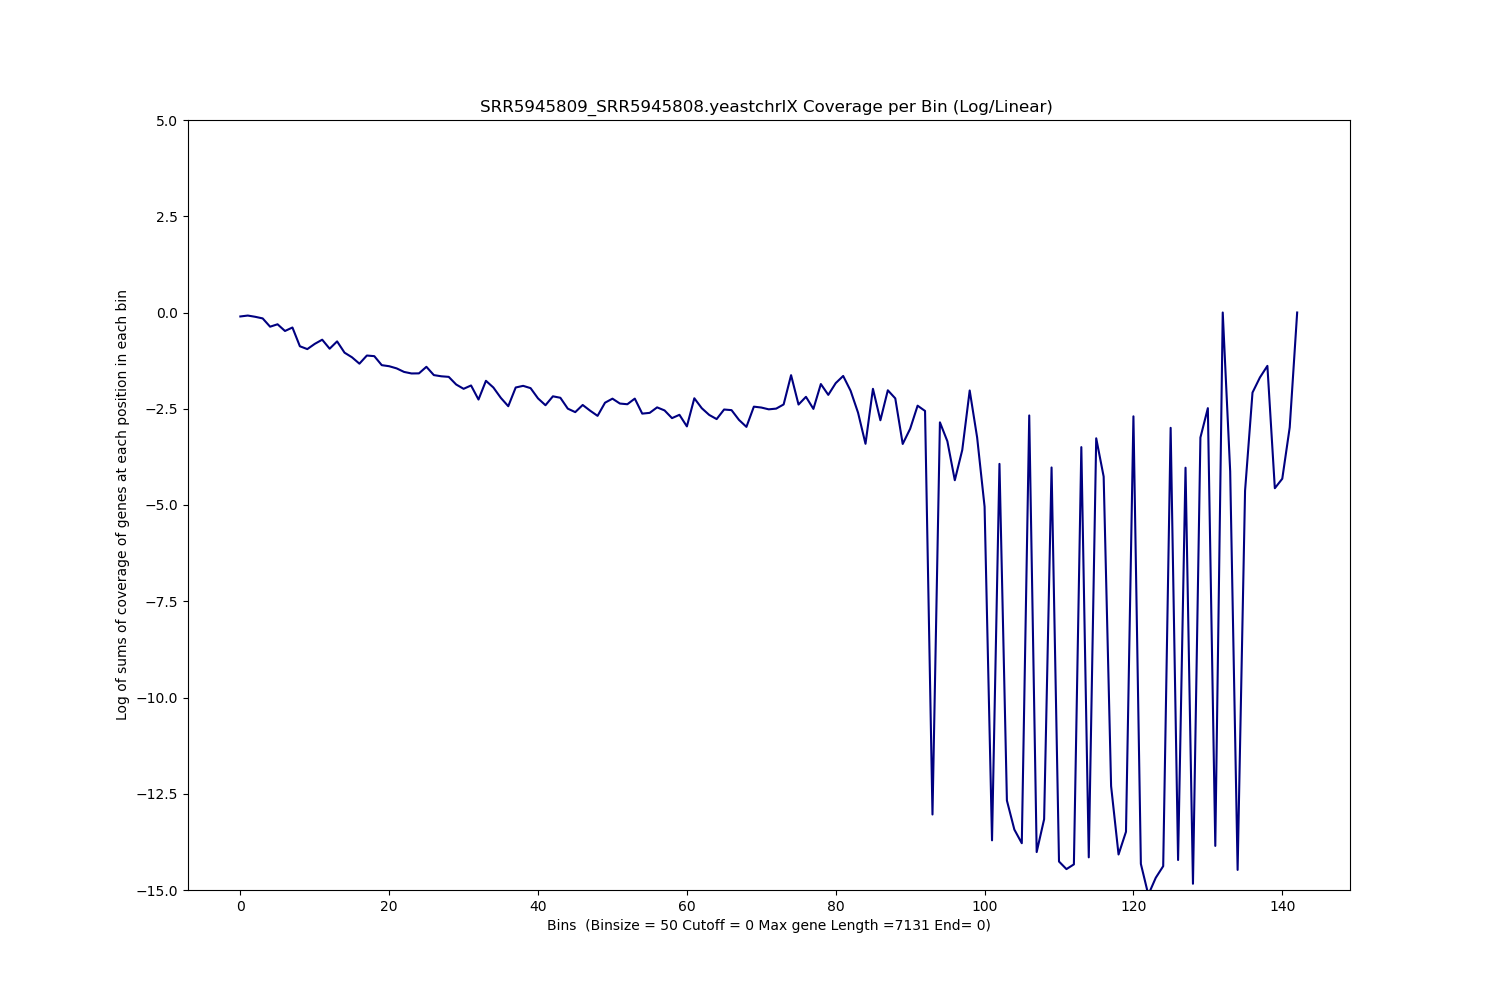 SRR5945809_SRR5945808.yeastchrIX Coverage per Bin (Log/Linear)
5.0
2.5
0.0
−2.5
−5.0
−7.5
−10.0
−12.5
−15.0
Log of sums of coverage of genes at each position in each bin
0 20 40 60 80 100 120 140
Bins  (Binsize = 50 Cutoff = 0 Max gene Length =7131 End= 0)